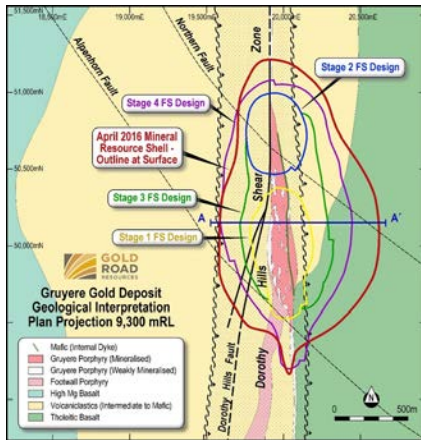 18,500mE
19,000mE
19,500mE
20,000mE
20,500mE
51,500mN
51,000mN
50,500mN
50,000mN
Alpenhorn Fault
Northern Fault
Zone
Shear
Hills
Dorothy
Dorothy Hills Fault
Stage 2 FS Design
Stage 4 FS Design
April 2016 Mineral
Resource Shell -
Outline at Surface
Stage 3 FS Design
A
A'
Stage 1 FS Design
GOLD
ROAD
RESOURCES
Gruyere Gold Deposit
Geological Interpretation
Plan Projection 9,300 mRL
Mafic (Internal Dyke)
Gruyere Porphyry (Mineralised)
Gruyere Porphyry (Weakly Mineralised)
Footwall Porphyry
High Mg Basalt
Volcaniclastics (Intermediate to Mafic)
Tholeiitic Basalt
N
0
500m